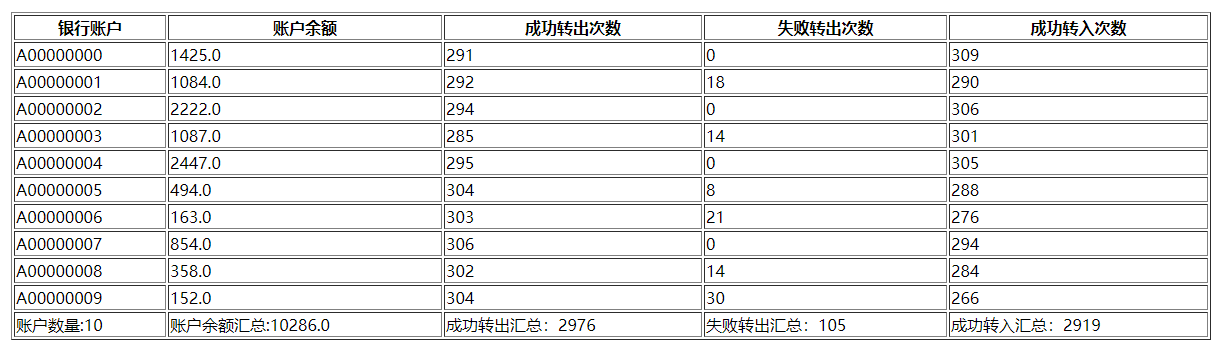 银行账户 账户余额 成功转出次数 失败转出次数 成功转入次数
A00000000 1425.0 291 0 309
A00000001 1084.0 292 18 290
A00000002 2222.0 294 0 306
A00000003 1087.0 285 14 301
A00000004 2447.0 295 0 305
A00000005 494.0 304 8 288
A00000006 163.0 303 21 276
A00000007 854.0 306 0 294
A00000008 358.0 302 14 284
A00000009 152.0 304 30 266
账户数量:10 账户余额汇总:10286.0 成功转出汇总：2976 失败转出汇总：105 成功转入汇总：2919